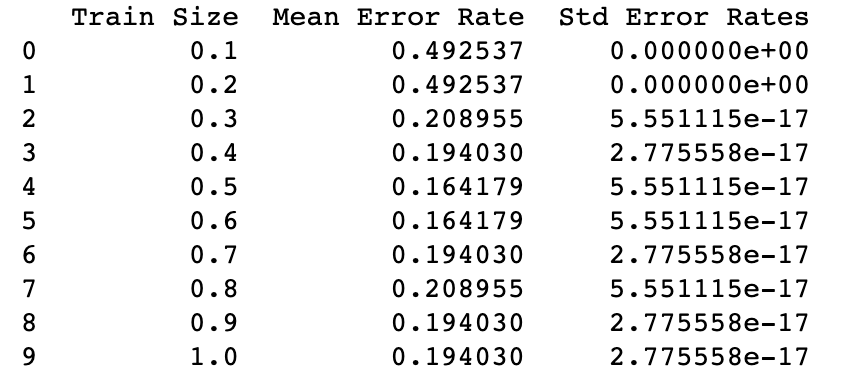 Train Size Mean Error Rate Std Error Rates
0 0.1 0.492537 0.000000e+00
1 0.2 0.492537 0.000000e+00
2 0.3 0.208955 5.551115e-17
3 0.4 0.194030 2.775558e-17
4 0.5 0.164179 5.551115e-17
5 0.6 0.164179 5.551115e-17
6 0.7 0.194030 2.775558e-17
7 0.8 0.208955 5.551115e-17
8 0.9 0.194030 2.775558e-17
9 1.0 0.194030 2.775558e-17